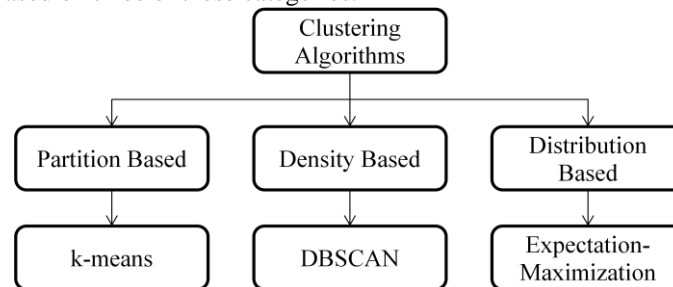 Clustering
Algorithms
Partition Based
Density Based
Distribution
Based
k-means
DBSCAN
Expectation-
Maximization